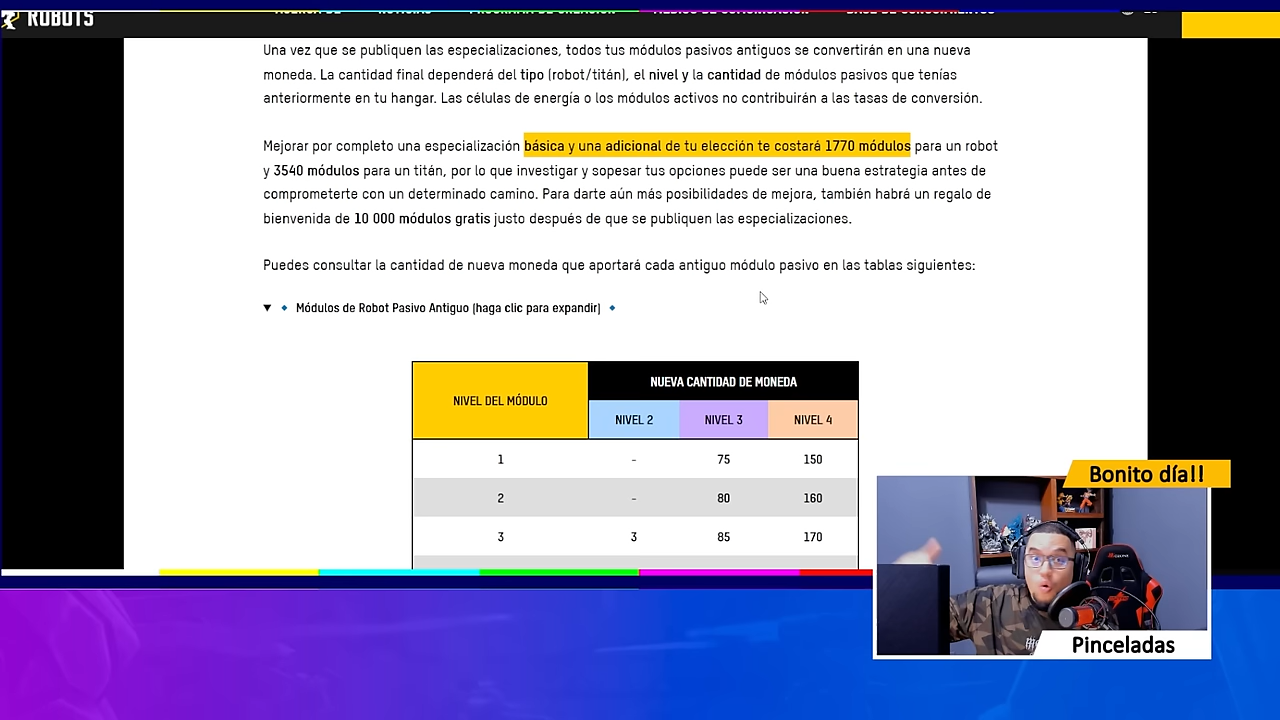 ROBOTS
Una vez que se publiquen las especializaciones, todos tus módulos pasivos antiguos se convertirán en una nueva
moneda. La cantidad final dependerá del tipo (robot/titán), el nivel y la cantidad de módulos pasivos que tenías
anteriormente en tu hangar. Las células de energía o los módulos activos no contribuirán a las tasas de conversión.
Mejorar por completo una especialización básica y una adicional de tu elección te costará 1770 módulos para un robot
y 3540 módulos para un titán, por lo que investigar y sopesar tus opciones puede ser una buena estrategia antes de
comprometerte con un determinado camino. Para darte aún más posibilidades de mejora, también habrá un regalo de
bienvenida de 10 000 módulos gratis justo después de que se publiquen las especializaciones.
Puedes consultar la cantidad de nueva moneda que aportará cada antiguo módulo pasivo en las tablas siguientes:
Módulos de Robot Pasivo Antiguo (haga clic para expandir)
NIVEL DEL MÓDULO
NUEVA CANTIDAD DE MONEDA
NIVEL 2 NIVEL 3 NIVEL 4
1 - 75 150
2 - 80 160
3 3 85 170
Bonito día!!
Pinceladas